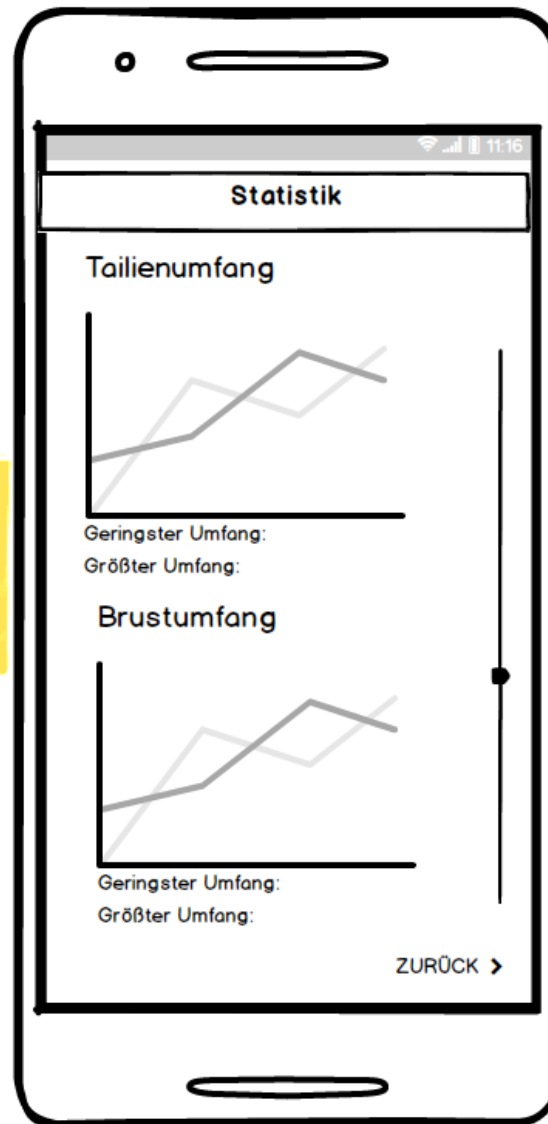 11:16
Statistik
Tailienumfang
Geringster Umfang:
Größter Umfang:
Brustumfang
Geringster Umfang:
Größter Umfang:
ZURÜCK